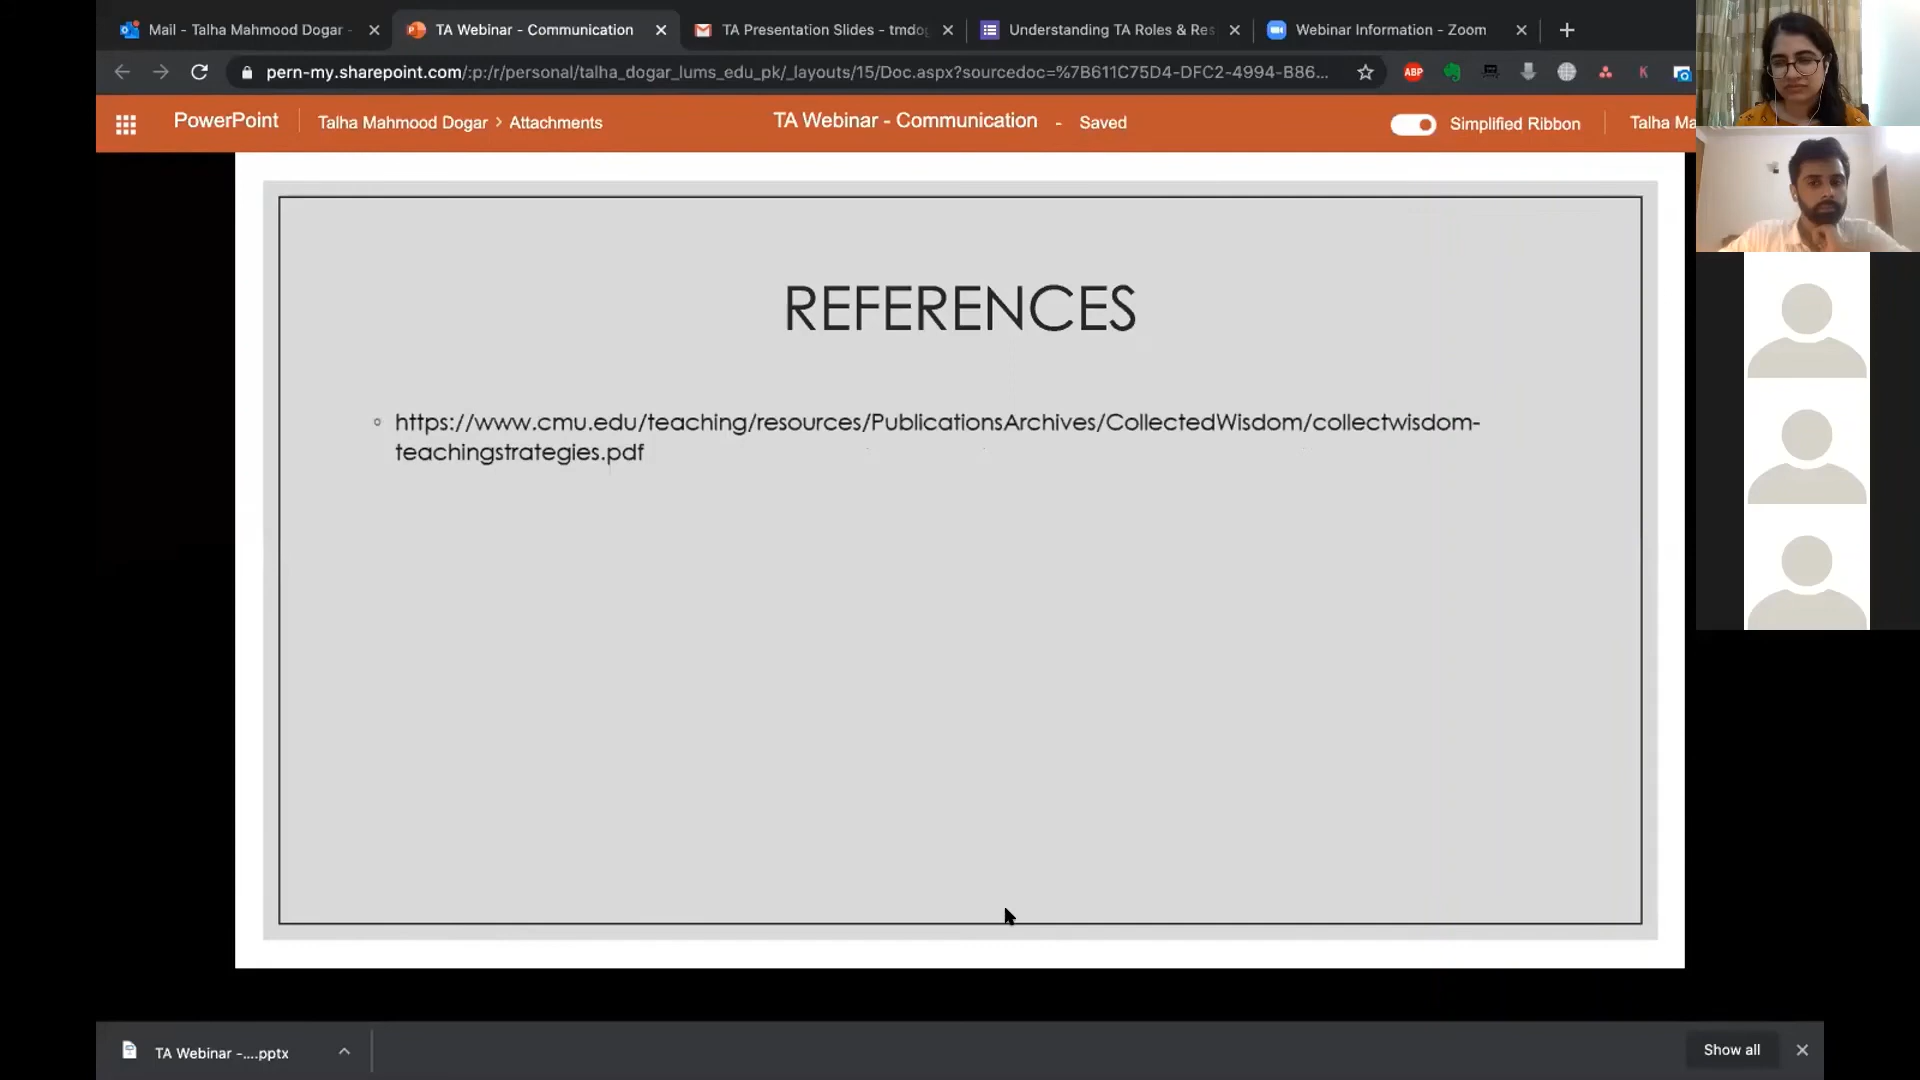 Mail - Talha Mahmood Dogar -
TA Webinar - Communication
TA Presentation Slides - tmdo
Understanding TA Roles & Res
Webinar Information - Zoom
pern-my.sharepoint.com/:p:/r/personal/talha_dogar_lums_edu_pk/_layouts/15/Doc.aspx?sourcedoc=%7B611C75D4-DFC2-4994-B86...
ABP
K
PowerPoint
Talha Mahmood Dogar > Attachments
TA Webinar - Communication - Saved
Simplified Ribbon
Talha Ma
REFERENCES
https://www.cmu.edu/teaching/resources/PublicationsArchives/CollectedWisdom/collectwisdom-
teachingstrategies.pdf
TA Webinar -....pptx
Show all